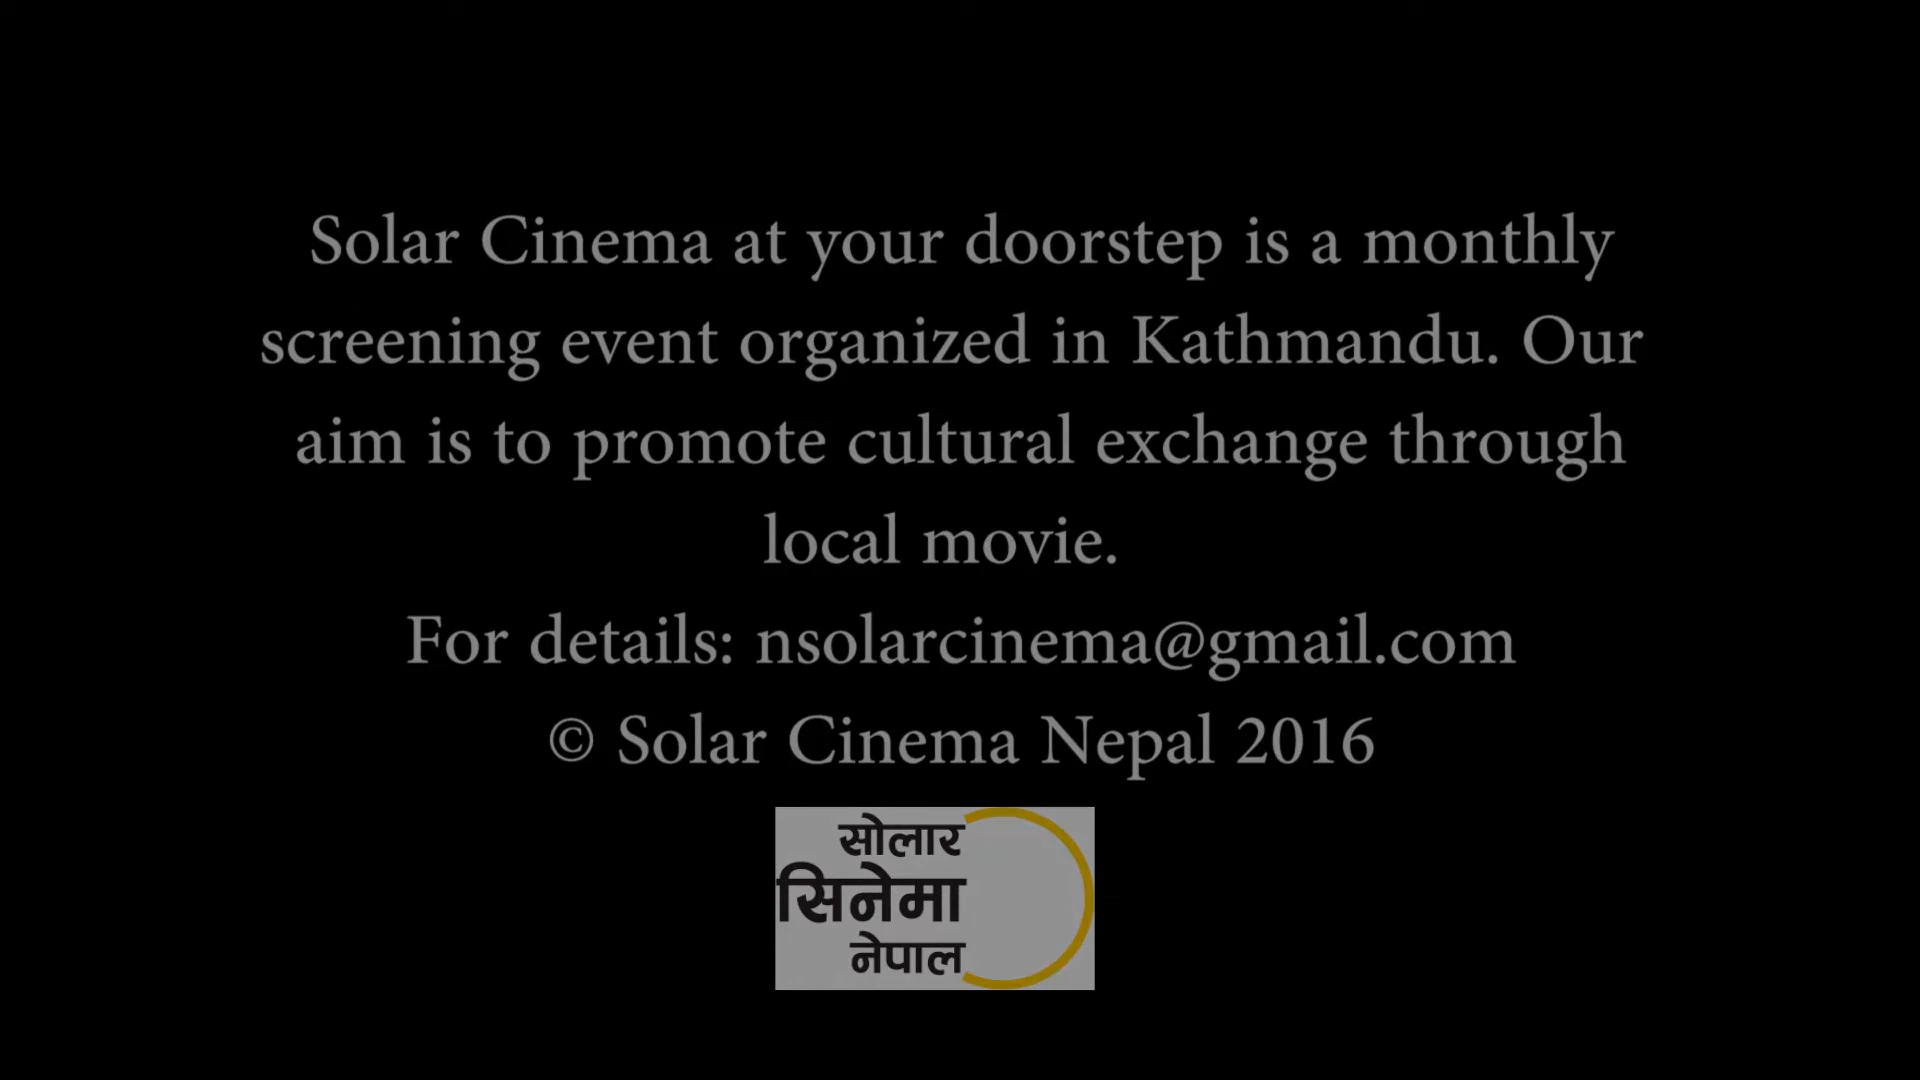 Solar Cinema at your doorstep is a monthly
screening event organized in Kathmandu. Our
aim is to promote cultural exchange through
local movie.
For details: nsolarcinema@gmail.com
© Solar Cinema Nepal 2016
सोलार
सिनेमा
नेपाल